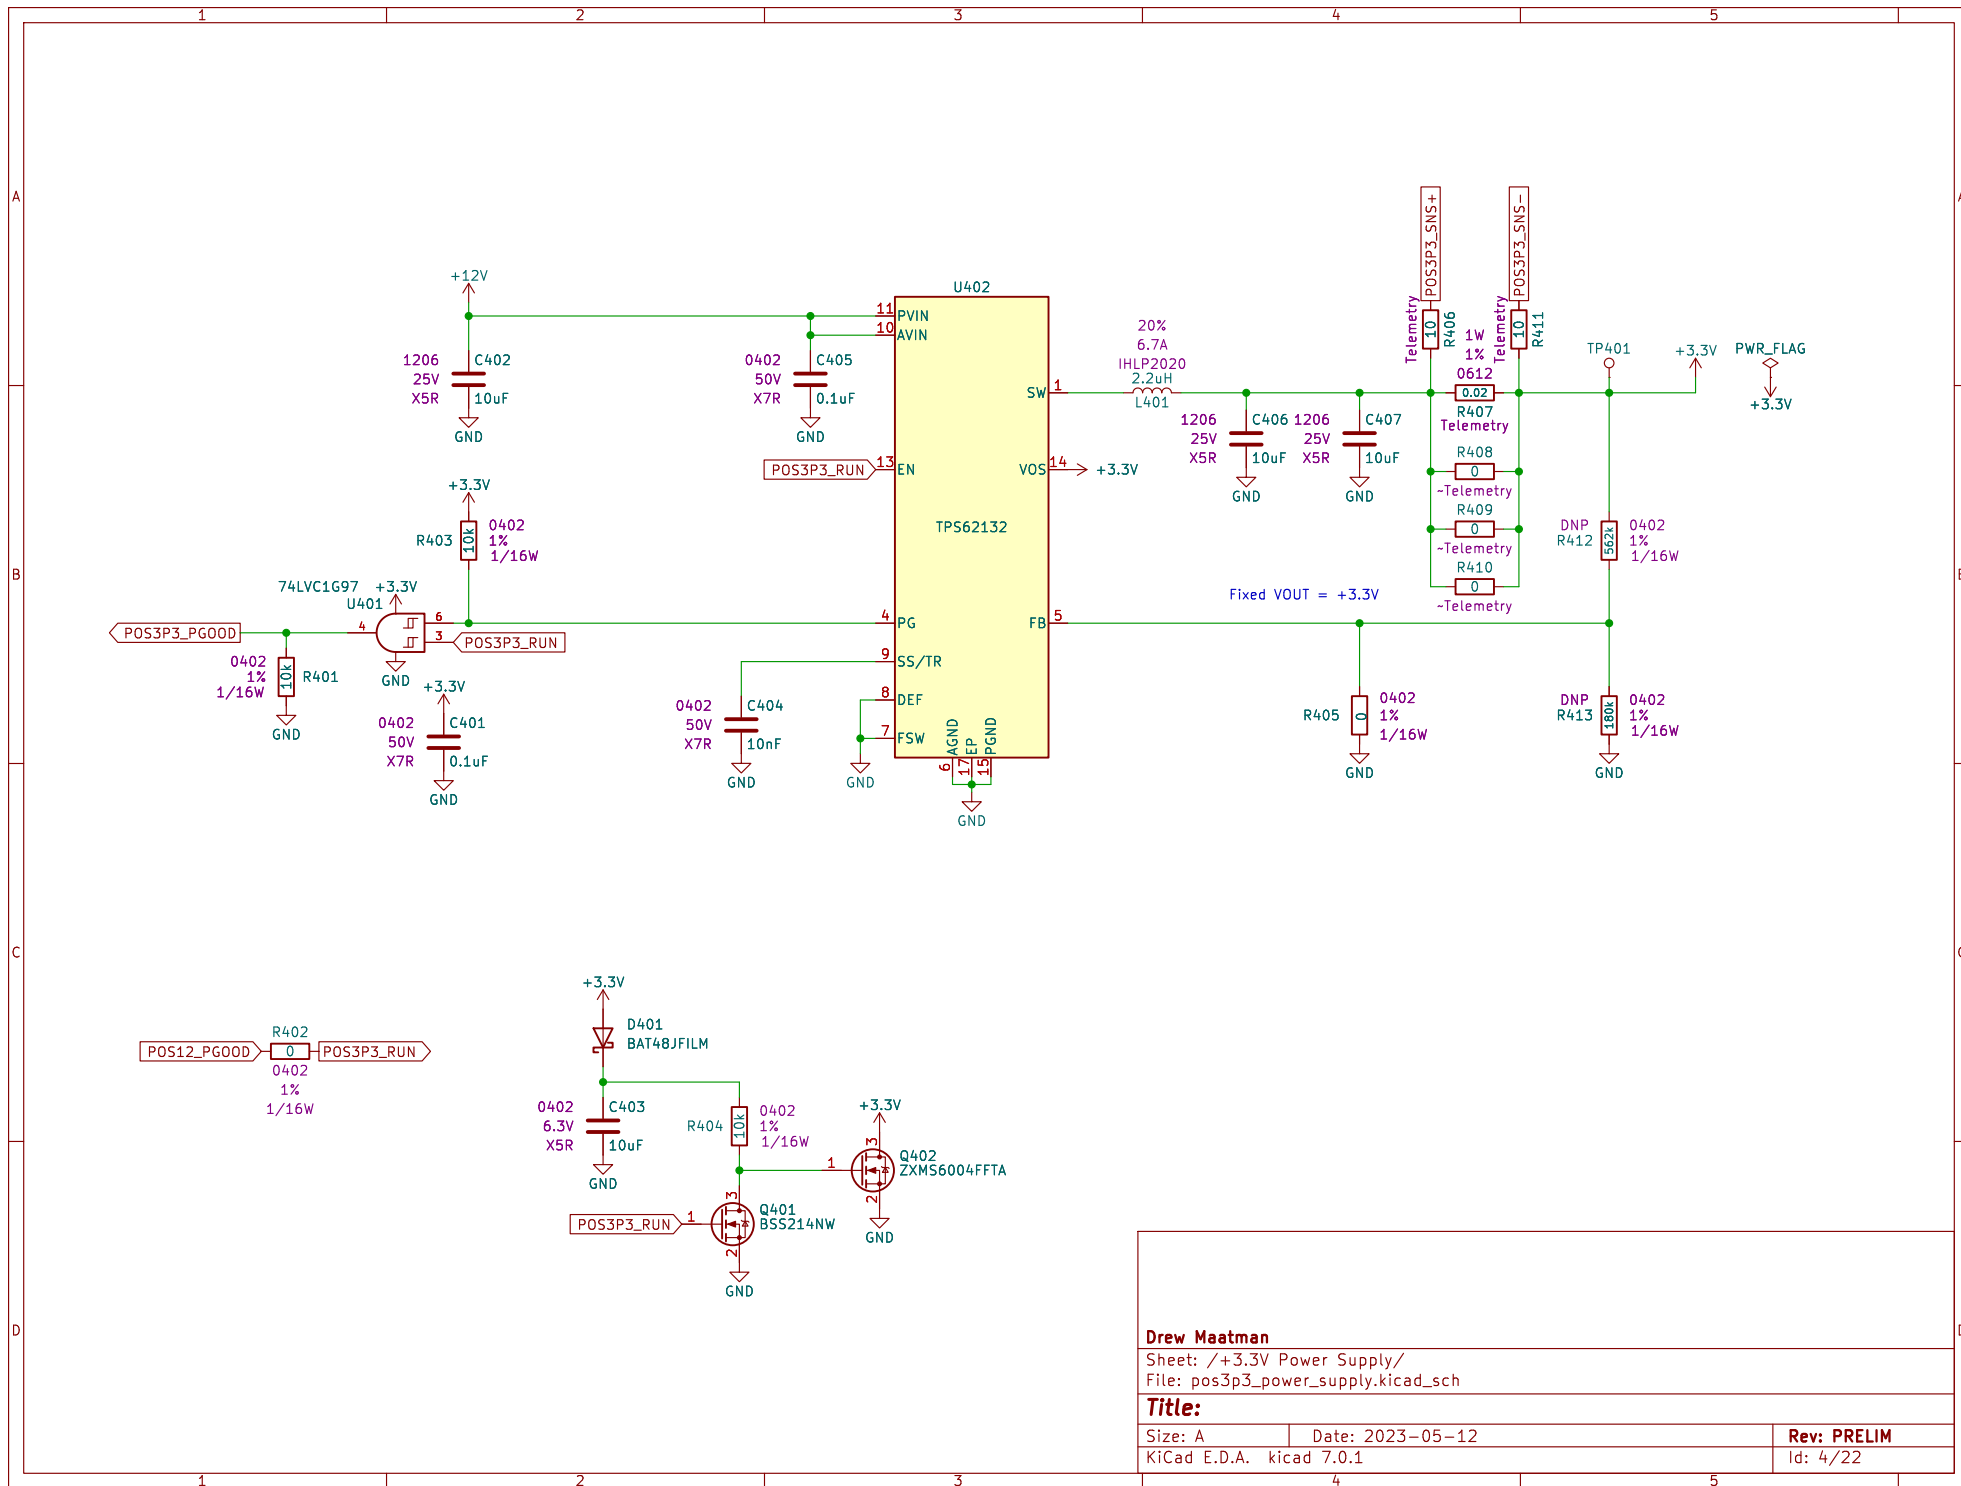 1 2 3 4 5
A
B
C
D
+12V
1206
25V
X5R
C402
10uF
GND
0402
50V
X7R
C405
0.1uF
GND
U402
11 PVIN
10 AVIN
13 EN
4 PG
9 SS/TR
8 DEF
7 FSW
SW 1
VOS 14
FB 5
TPS62132
6 AGND
17 EP
15 PGND
GND
POS3P3_RUN
+3.3V
20%
6.7A
IHLP2020
2.2uH
L401
1206
25V
X5R
C406
10uF
GND
1206
25V
X5R
C407
10uF
GND
POS3P3_SNS+
POS3P3_SNS-
Telemetry
10
R406
Telemetry
10
R411
1W
1%
0612
0.02
R407
Telemetry
R408
0
~Telemetry
R409
0
~Telemetry
R410
0
~Telemetry
TP401
+3.3V
PWR_FLAG
+3.3V
DNP
R412
562k
0402
1%
1/16W
Fixed VOUT = +3.3V
R405
0
0402
1%
1/16W
GND
DNP
R413
180k
0402
1%
1/16W
GND
+3.3V
R403
10k
0402
1%
1/16W
74LVC1G97
+3.3V
U401
4
6
3
POS3P3_PGOOD
POS3P3_RUN
GND
0402
1%
1/16W
10k
R401
GND
+3.3V
0402
50V
X7R
C401
0.1uF
GND
0402
50V
X7R
C404
10nF
GND
GND
POS12_PGOOD
R402
0
POS3P3_RUN
0402
1%
1/16W
+3.3V
D401
BAT48JFILM
0402
6.3V
X5R
C403
10uF
GND
R404
10k
0402
1%
1/16W
+3.3V
1
3
2
Q402
ZXMS6004FFTA
GND
POS3P3_RUN
1
3
2
Q401
BSS214NW
GND
Drew Maatman
Sheet: /+3.3V Power Supply/
File: pos3p3_power_supply.kicad_sch
Title:
Size: A
Date: 2023-05-12
Rev: PRELIM
KiCad E.D.A. kicad 7.0.1
Id: 4/22
1 2 3 4 5